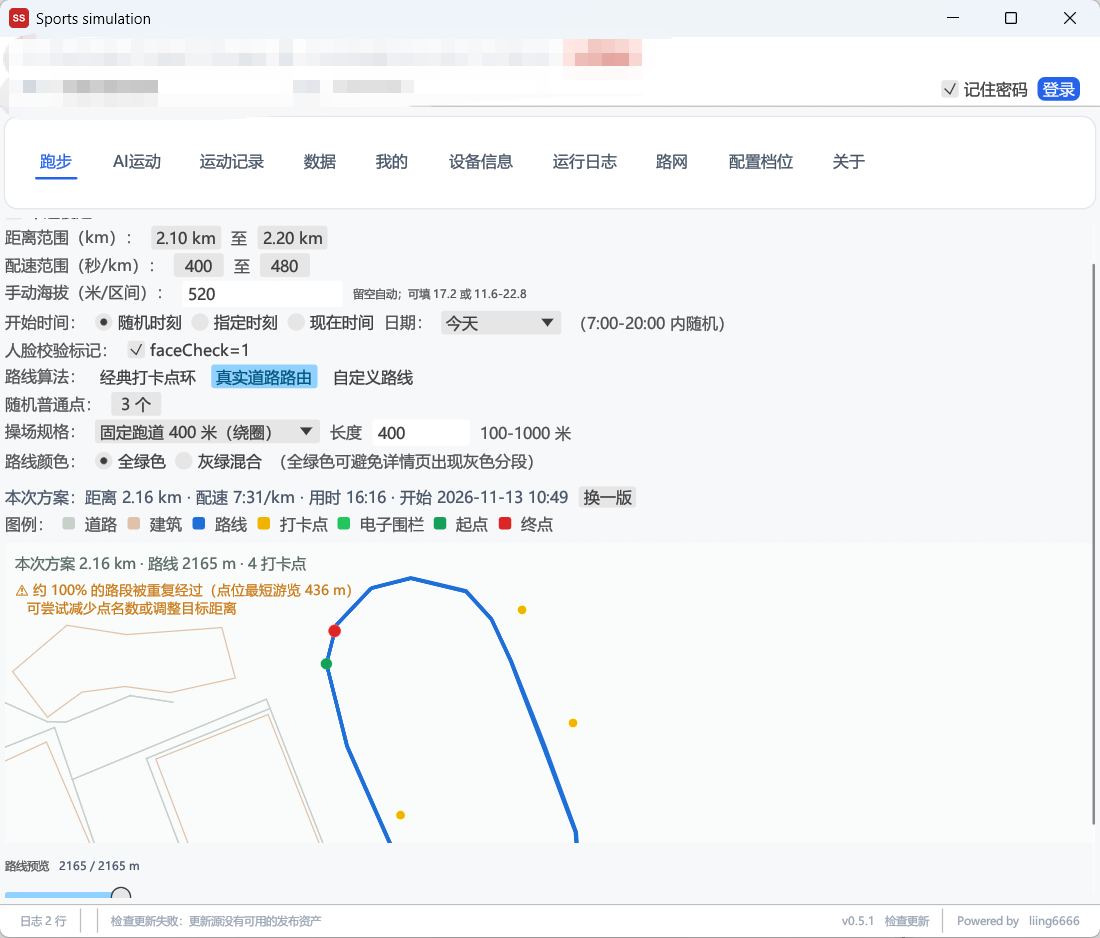 SS Sports simulation
记住密码 登录
跑步 AI运动 运动记录 数据 我的 设备信息 运行日志 路网 配置档位 关于
距离范围（km）： 2.10 km 至 2.20 km
配速范围（秒/km）： 400 至 480
手动海拔（米/区间）： 520 留空自动；可填 17.2 或 11.6-22.8
开始时间： 随机时刻 指定时刻 现在时间 日期： 今天 （7:00-20:00 内随机）
人脸校验标记： faceCheck=1
路线算法： 经典打卡点环 真实道路路由 自定义路线
随机普通点： 3 个
操场规格： 固定跑道 400 米（绕圈） 长度 400 100-1000 米
路线颜色： 全绿色 灰绿混合 （全绿色可避免详情页出现灰色分段）
本次方案：距离 2.16 km · 配速 7:31/km · 用时 16:16 · 开始 2026-11-13 10:49 换一版
图例： 道路 建筑 路线 打卡点 电子围栏 起点 终点
本次方案 2.16 km · 路线 2165 m · 4 打卡点
⚠ 约 100% 的路段被重复经过（点位最短游览 436 m）
可尝试减少点名数或调整目标距离
路线预览 2165 / 2165 m
日志 2 行 检查更新失败：更新源没有可用的发布资产 v0.5.1 检查更新 Powered by liing6666